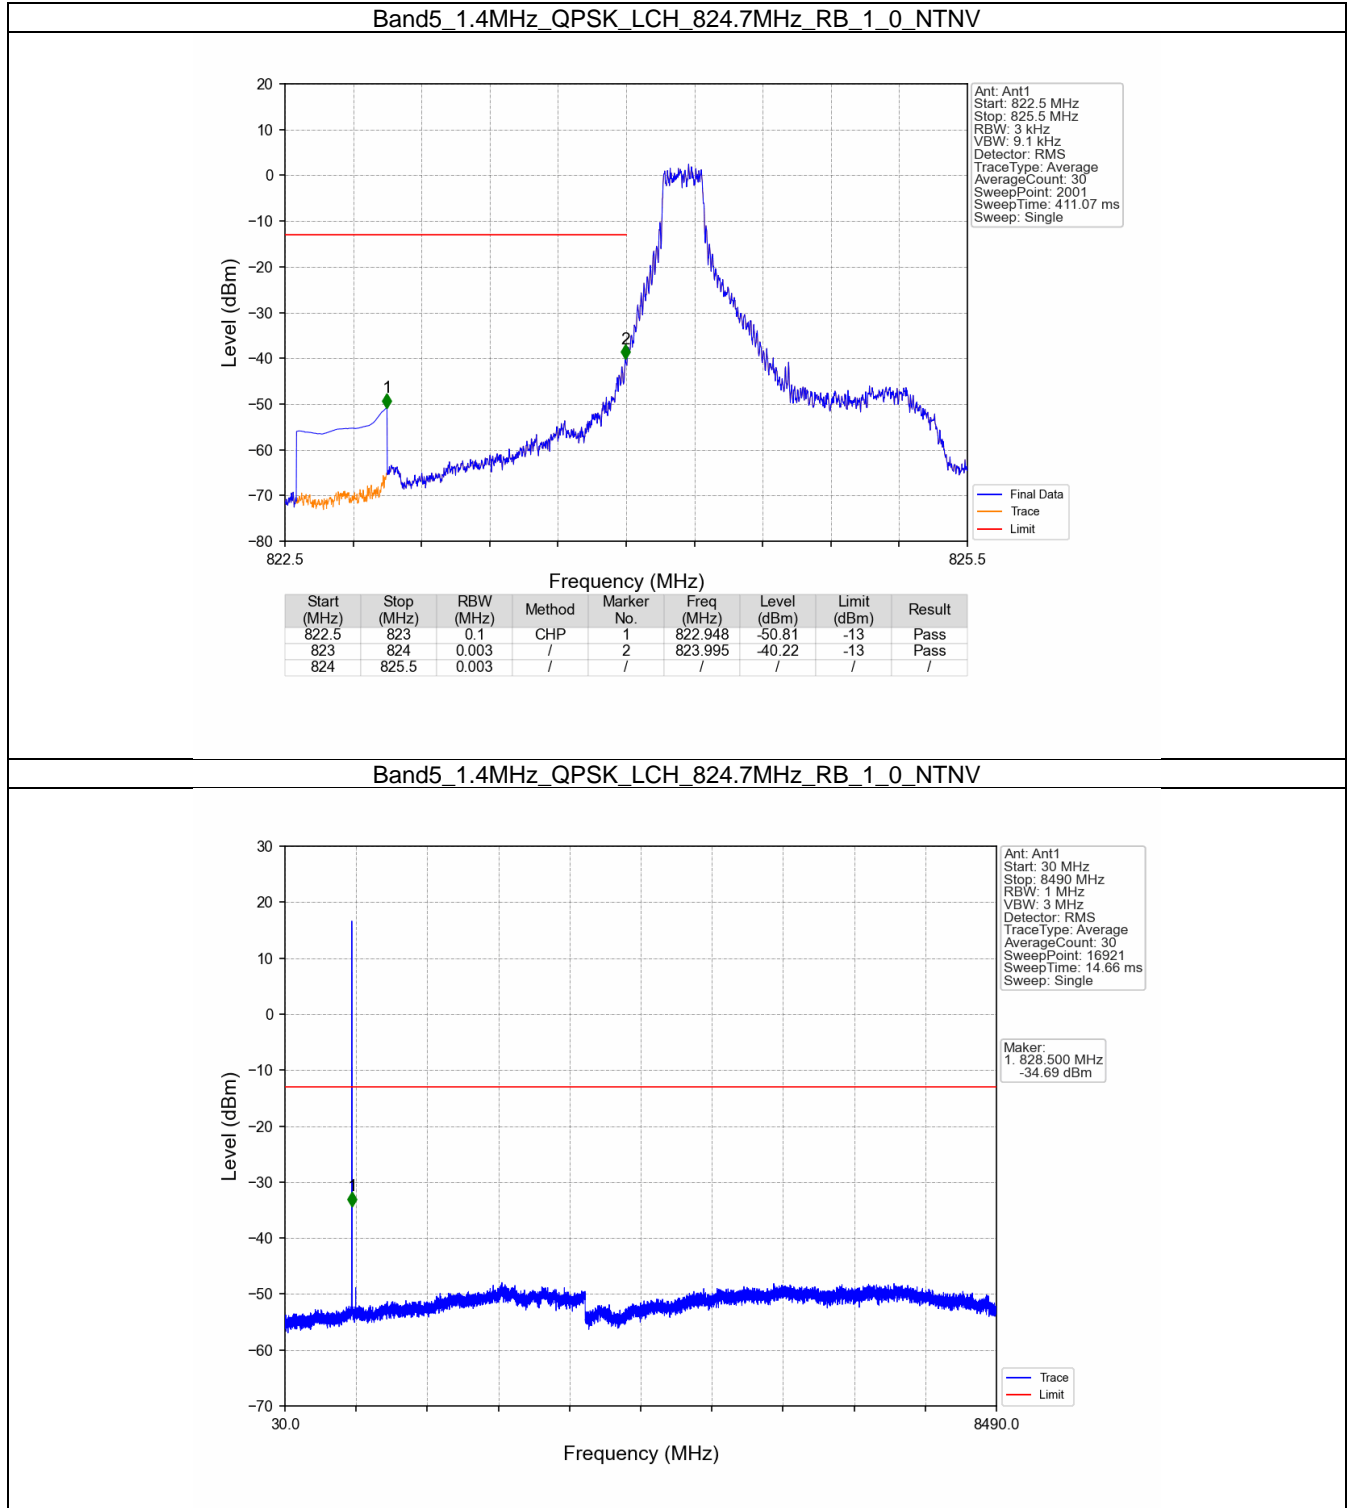 Band5_1.4MHz_QPSK_LCH_824.7MHz_RB_1_0_NTNV
20
10
0
−10
−20
−30
−40
−50
−60
−70
−80
Level (dBm)
1
2
822.5
825.5
Frequency (MHz)
Ant: Ant1
Start: 822.5 MHz
Stop: 825.5 MHz
RBW: 3 kHz
VBW: 9.1 kHz
Detector: RMS
TraceType: Average
AverageCount: 30
SweepPoint: 2001
SweepTime: 411.07 ms
Sweep: Single
Final Data
Trace
Limit
Start (MHz) Stop (MHz) RBW (MHz) Method Marker No. Freq (MHz) Level (dBm) Limit (dBm) Result
822.5 823 0.1 CHP 1 822.948 -50.81 -13 Pass
823 824 0.003 / 2 823.995 -40.22 -13 Pass
824 825.5 0.003 / / / / / /
Band5_1.4MHz_QPSK_LCH_824.7MHz_RB_1_0_NTNV
30
20
10
0
−10
−20
−30
−40
−50
−60
−70
Level (dBm)
1
30.0
8490.0
Frequency (MHz)
Ant: Ant1
Start: 30 MHz
Stop: 8490 MHz
RBW: 1 MHz
VBW: 3 MHz
Detector: RMS
TraceType: Average
AverageCount: 30
SweepPoint: 16921
SweepTime: 14.66 ms
Sweep: Single
Maker:
1. 828.500 MHz
-34.69 dBm
Trace
Limit